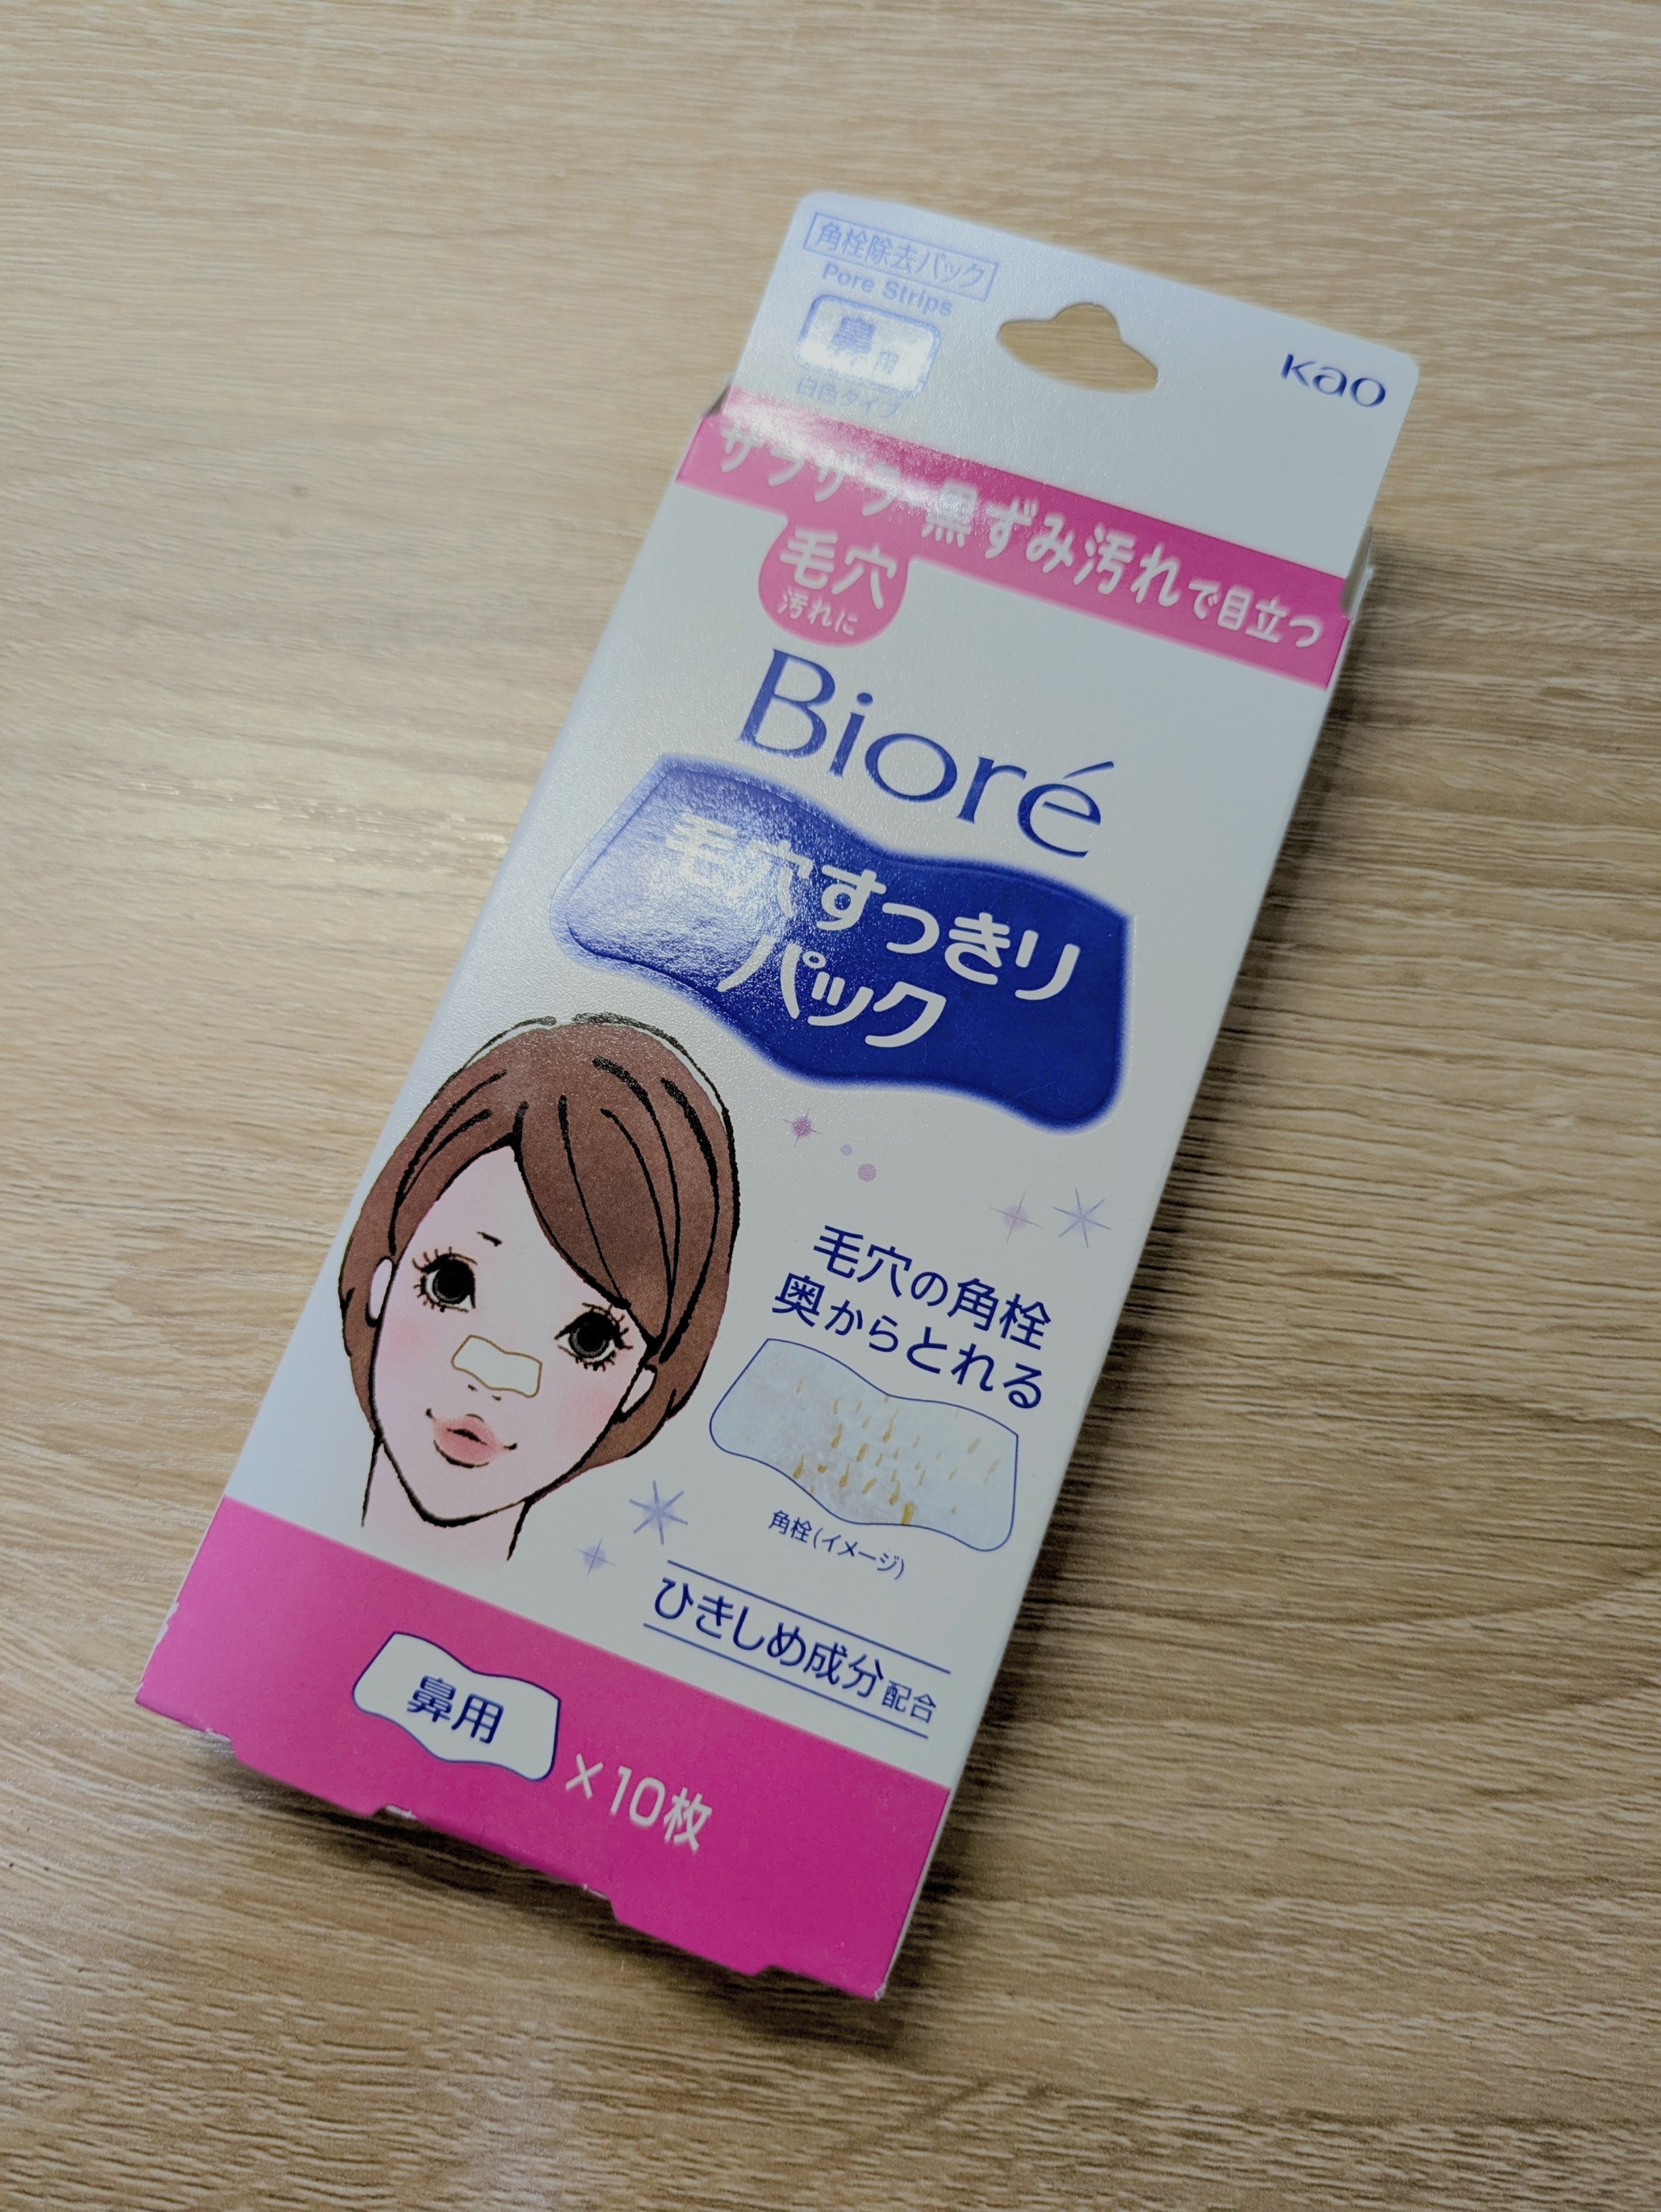 角栓除去パック
Pore Strips
鼻用
白色タイプ
Kao
ザラザラ・黒ずみ汚れで目立つ
毛穴
汚れに
Bioré
毛穴すっきり
パック
毛穴の角栓
奥からとれる
角栓(イメージ)
ひきしめ成分配合
鼻用
×10枚